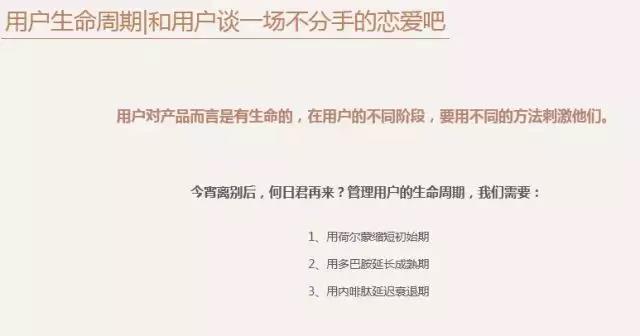 用户生命周期|和用户谈一场不分手的恋爱吧
用户对产品而言是有生命的，在用户的不同阶段，要用不同的方法刺激他们。
今宵离别后，何日君再来？管理用户的生命周期，我们需要：
1、用荷尔蒙缩短初始期
2、用多巴胺延长成熟期
3、用内啡肽延迟衰退期